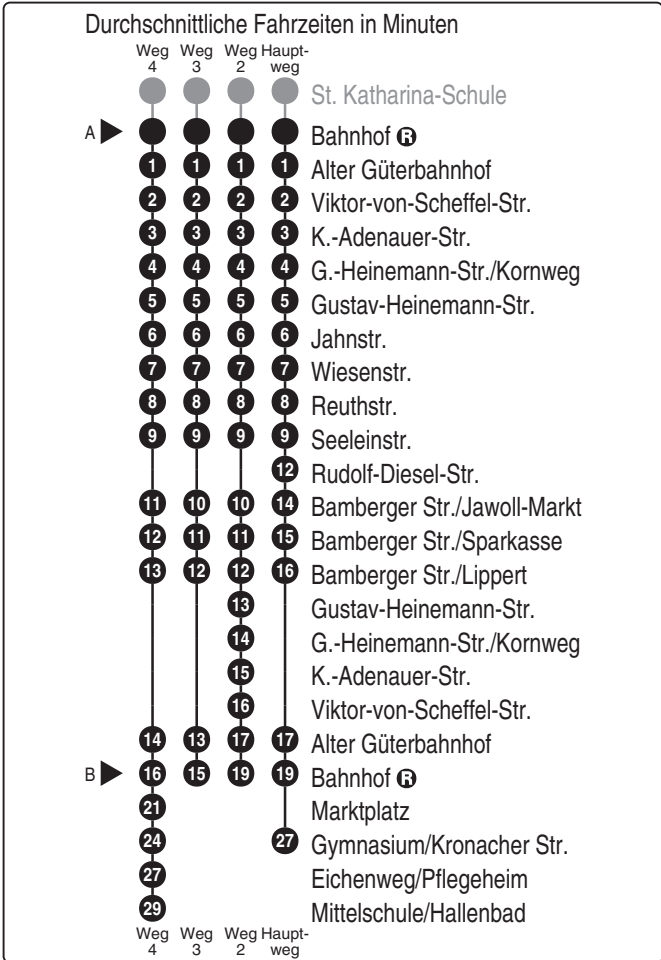 Durchschnittliche Fahrzeiten in Minuten
Weg 4 Weg 3 Weg 2 Haupt-weg
St. Katharina-Schule
A Bahnhof R
1 1 1 1 Alter Güterbahnhof
2 2 2 2 Viktor-von-Scheffel-Str.
3 3 3 3 K.-Adenauer-Str.
4 4 4 4 G.-Heinemann-Str./Kornweg
5 5 5 5 Gustav-Heinemann-Str.
6 6 6 6 Jahnstr.
7 7 7 7 Wiesenstr.
8 8 8 8 Reuthstr.
9 9 9 9 Seeleinstr.
12 Rudolf-Diesel-Str.
11 10 10 14 Bamberger Str./Jawoll-Markt
12 11 11 15 Bamberger Str./Sparkasse
13 12 12 16 Bamberger Str./Lippert
13 Gustav-Heinemann-Str.
14 G.-Heinemann-Str./Kornweg
15 K.-Adenauer-Str.
16 Viktor-von-Scheffel-Str.
14 13 17 17 Alter Güterbahnhof
B 16 15 19 19 Bahnhof R
21 Marktplatz
24 27 Gymnasium/Kronacher Str.
27 Eichenweg/Pflegeheim
29 Mittelschule/Hallenbad
Weg 4 Weg 3 Weg 2 Haupt-weg